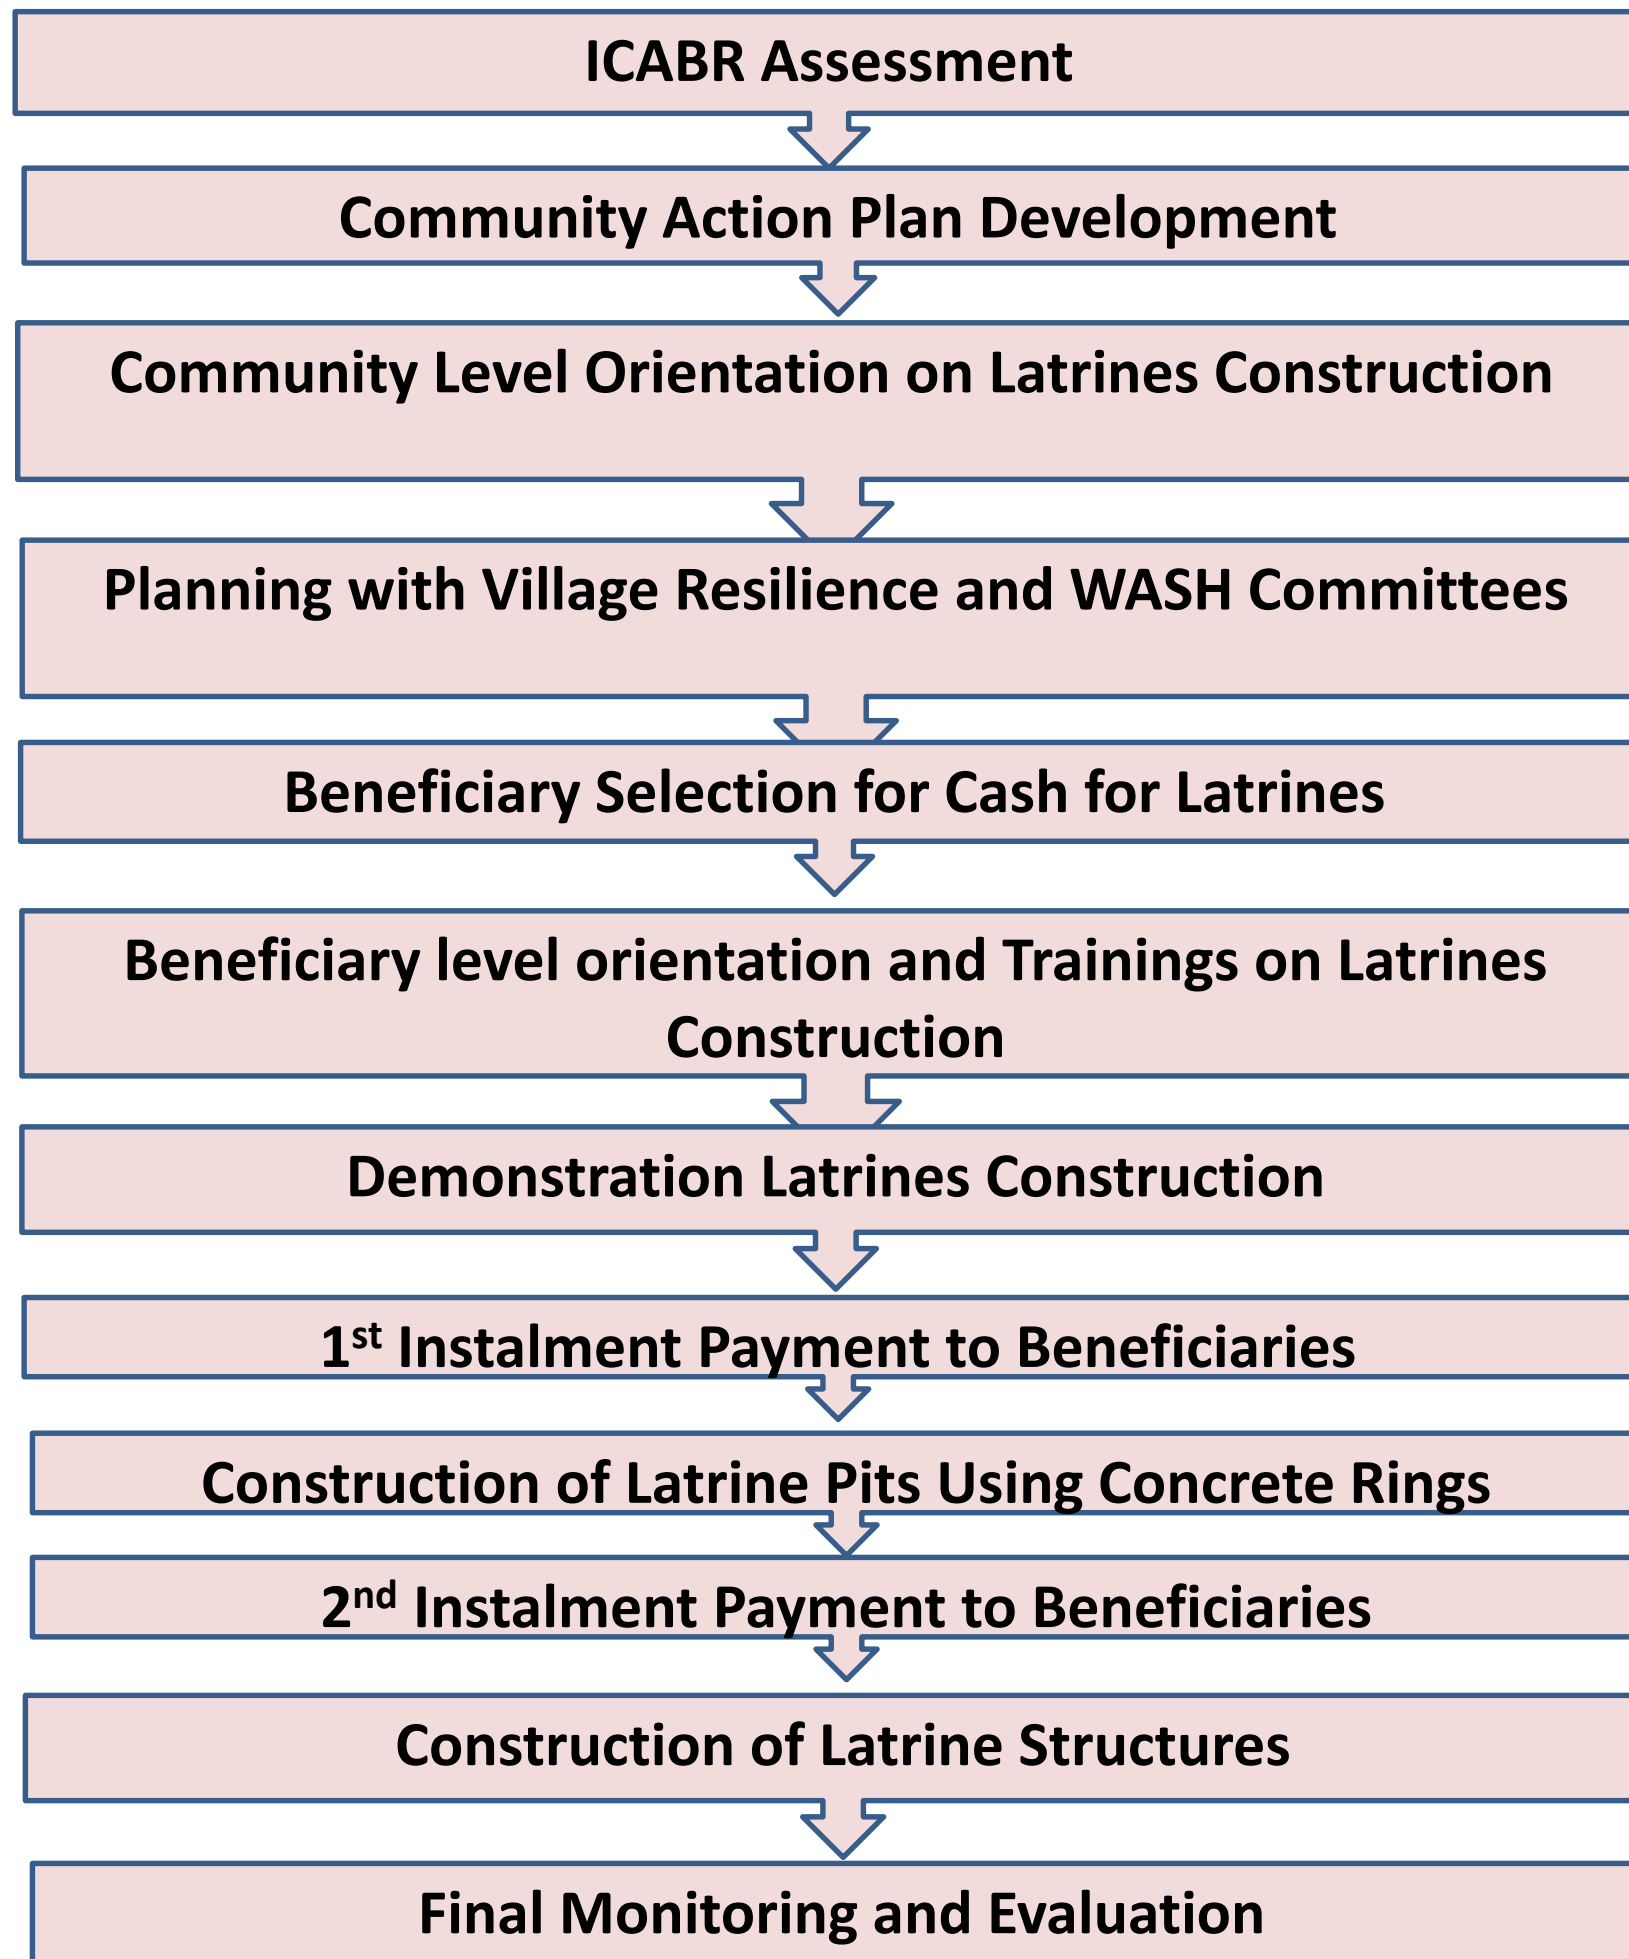 ICABR Assessment
Community Action Plan Development
Community Level Orientation on Latrines Construction
Planning with Village Resilience and WASH Committees
Beneficiary Selection for Cash for Latrines
Beneficiary level orientation and Trainings on Latrines
Construction
Demonstration Latrines Construction
1st Instalment Payment to Beneficiaries
Construction of Latrine Pits Using Concrete Rings
2nd Instalment Payment to Beneficiaries
Construction of Latrine Structures
Final Monitoring and Evaluation